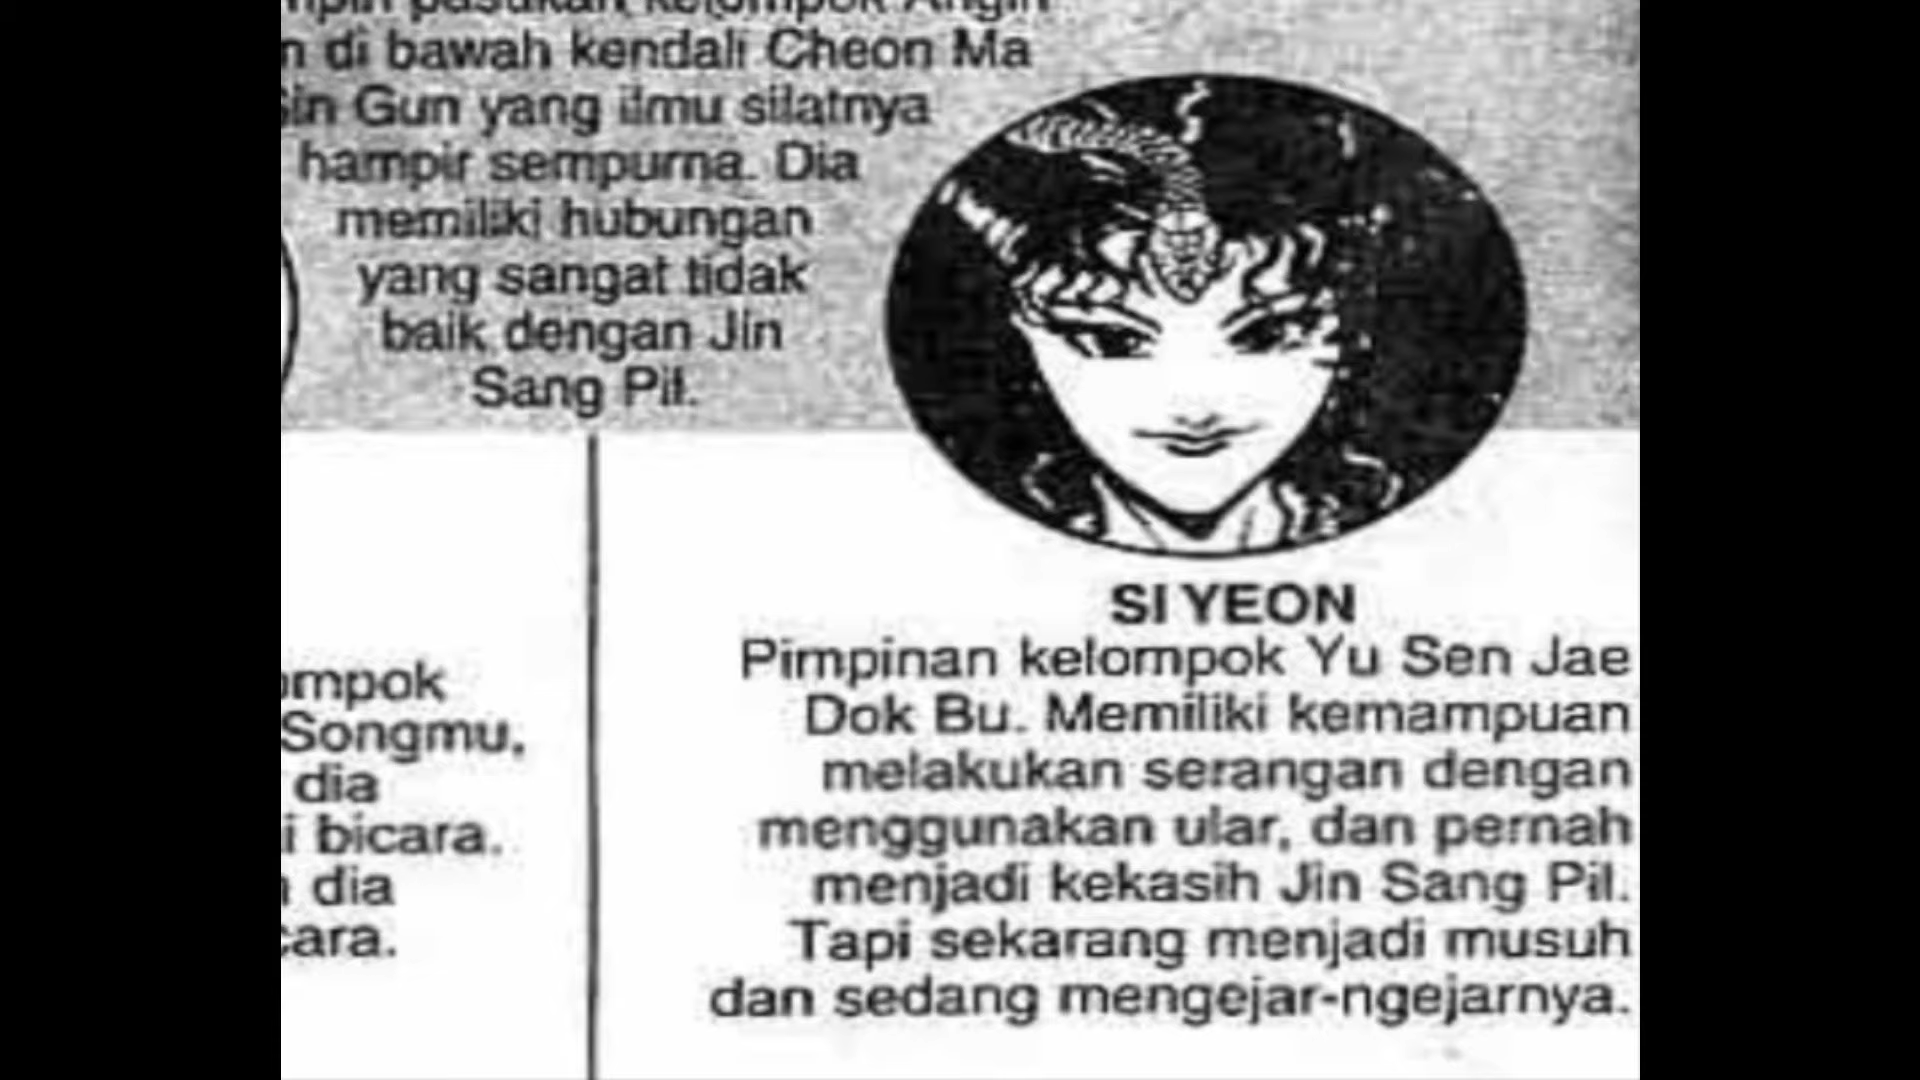 di bawah kendali Cheon Ma
Sin Gun yang ilmu silatnya
hampir sempurna. Dia
memiliki hubungan
yang sangat tidak
baik dengan Jin
Sang Pil.
ompok
Songmu,
dia
i bicara.
dia
cara.
SI YEON
Pimpinan kelompok Yu Sen Jae
Dok Bu. Memiliki kemampuan
melakukan serangan dengan
menggunakan ular, dan pernah
menjadi kekasih Jin Sang Pil.
Tapi sekarang menjadi musuh
dan sedang mengejar-ngejarnya.